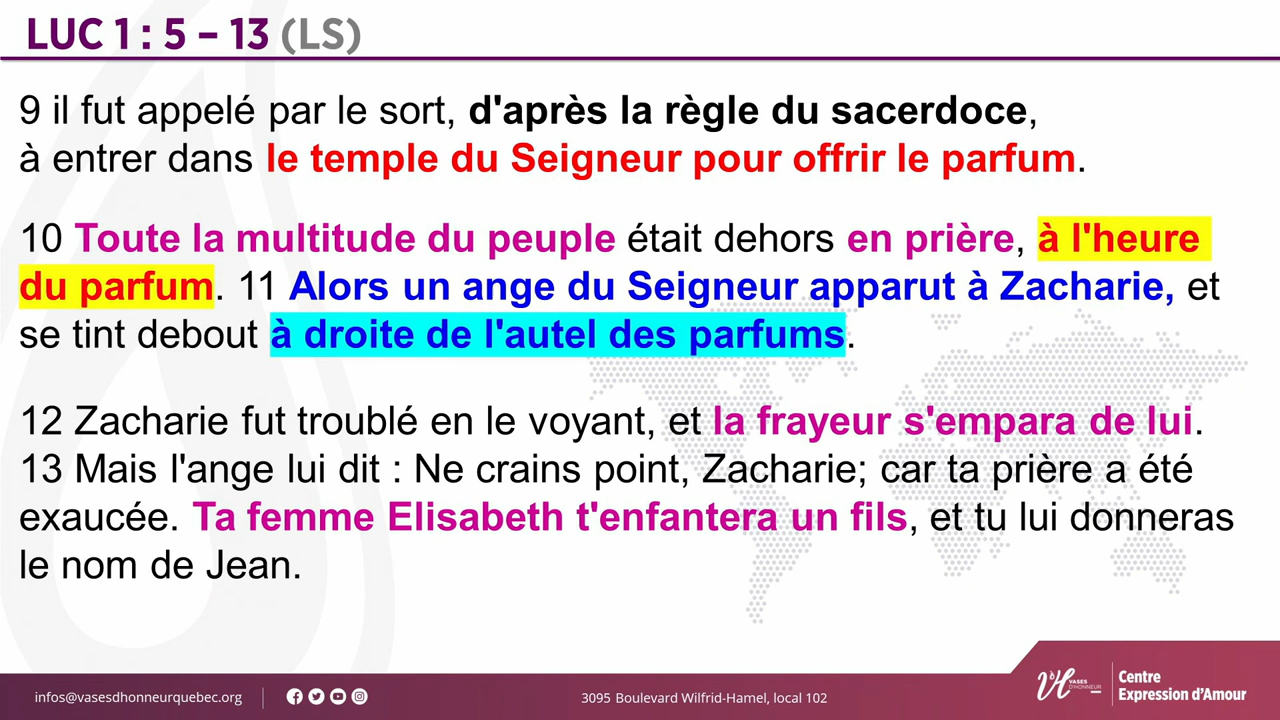 LUC 1 : 5 – 13 (LS)
9 il fut appelé par le sort, d'après la règle du sacerdoce,
à entrer dans le temple du Seigneur pour offrir le parfum.
10 Toute la multitude du peuple était dehors en prière, à l'heure
du parfum. 11 Alors un ange du Seigneur apparut à Zacharie, et
se tint debout à droite de l'autel des parfums.
12 Zacharie fut troublé en le voyant, et la frayeur s'empara de lui.
13 Mais l'ange lui dit : Ne crains point, Zacharie; car ta prière a été
exaucée. Ta femme Elisabeth t'enfantera un fils, et tu lui donneras
le nom de Jean.
infos@vasesdhonneurquebec.org
3095 Boulevard Wilfrid-Hamel, local 102
VH VASES
D'HONNEUR
Centre
Expression d'Amour